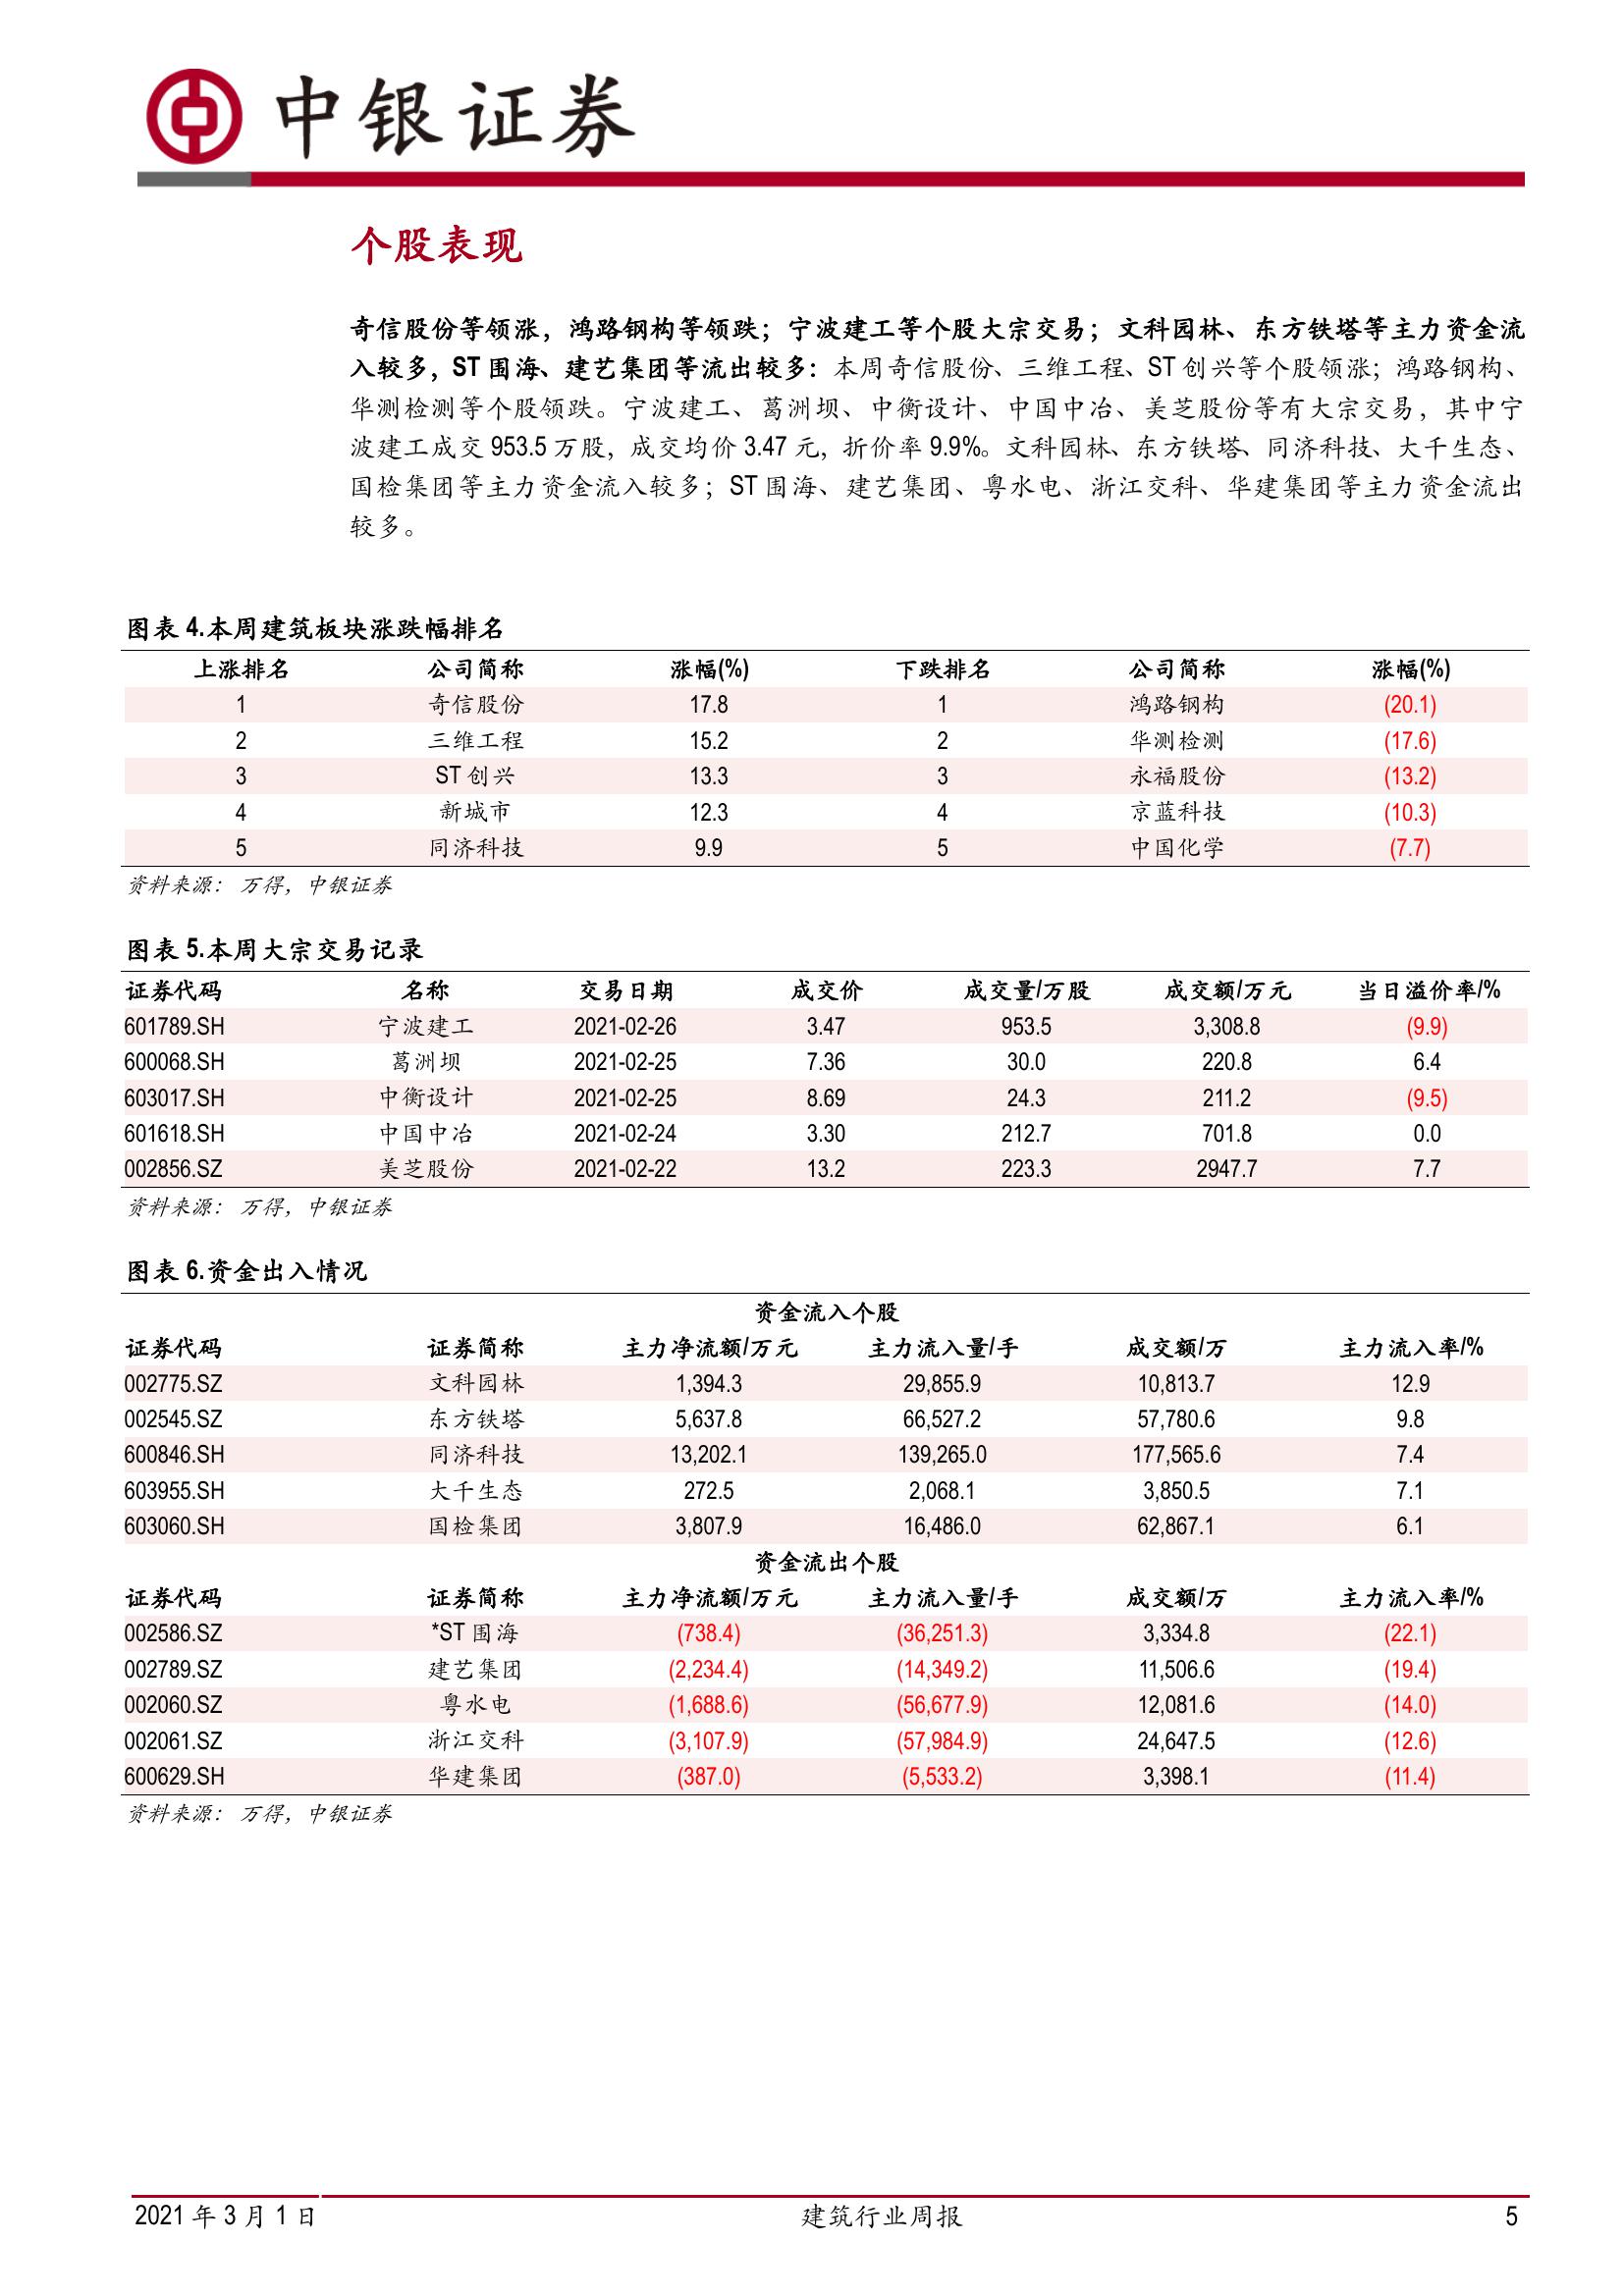 中银证券
个股表现
奇信股份等领涨，鸿路钢构等领跌；宁波建工等个股大宗交易；文科园林、东方铁塔等主力资金流
入较多，ST 围海、建艺集团等流出较多：本周奇信股份、三维工程、ST 创兴等个股领涨；鸿路钢构、
华测检测等个股领跌。宁波建工、葛洲坝、中衡设计、中国中冶、美芝股份等有大宗交易，其中宁
波建工成交 953.5 万股，成交均价 3.47 元，折价率 9.9%。文科园林、东方铁塔、同济科技、大千生态、
国检集团等主力资金流入较多；ST 围海、建艺集团、粤水电、浙江交科、华建集团等主力资金流出
较多。
图表 4.本周建筑板块涨跌幅排名
上涨排名 公司简称 涨幅(%) 下跌排名 公司简称 涨幅(%)
1 奇信股份 17.8 1 鸿路钢构 (20.1)
2 三维工程 15.2 2 华测检测 (17.6)
3 ST 创兴 13.3 3 永福股份 (13.2)
4 新城市 12.3 4 京蓝科技 (10.3)
5 同济科技 9.9 5 中国化学 (7.7)
资料来源：万得，中银证券
图表 5.本周大宗交易记录
证券代码 名称 交易日期 成交价 成交量/万股 成交额/万元 当日溢价率/%
601789.SH 宁波建工 2021-02-26 3.47 953.5 3,308.8 (9.9)
600068.SH 葛洲坝 2021-02-25 7.36 30.0 220.8 6.4
603017.SH 中衡设计 2021-02-25 8.69 24.3 211.2 (9.5)
601618.SH 中国中冶 2021-02-24 3.30 212.7 701.8 0.0
002856.SZ 美芝股份 2021-02-22 13.2 223.3 2947.7 7.7
资料来源：万得，中银证券
图表 6.资金出入情况
资金流入个股
证券代码 证券简称 主力净流额/万元 主力流入量/手 成交额/万 主力流入率/%
002775.SZ 文科园林 1,394.3 29,855.9 10,813.7 12.9
002545.SZ 东方铁塔 5,637.8 66,527.2 57,780.6 9.8
600846.SH 同济科技 13,202.1 139,265.0 177,565.6 7.4
603955.SH 大千生态 272.5 2,068.1 3,850.5 7.1
603060.SH 国检集团 3,807.9 16,486.0 62,867.1 6.1
资金流出个股
证券代码 证券简称 主力净流额/万元 主力流入量/手 成交额/万 主力流入率/%
002586.SZ *ST 围海 (738.4) (36,251.3) 3,334.8 (22.1)
002789.SZ 建艺集团 (2,234.4) (14,349.2) 11,506.6 (19.4)
002060.SZ 粤水电 (1,688.6) (56,677.9) 12,081.6 (14.0)
002061.SZ 浙江交科 (3,107.9) (57,984.9) 24,647.5 (12.6)
600629.SH 华建集团 (387.0) (5,533.2) 3,398.1 (11.4)
资料来源：万得，中银证券
2021 年 3 月 1 日 建筑行业周报 5